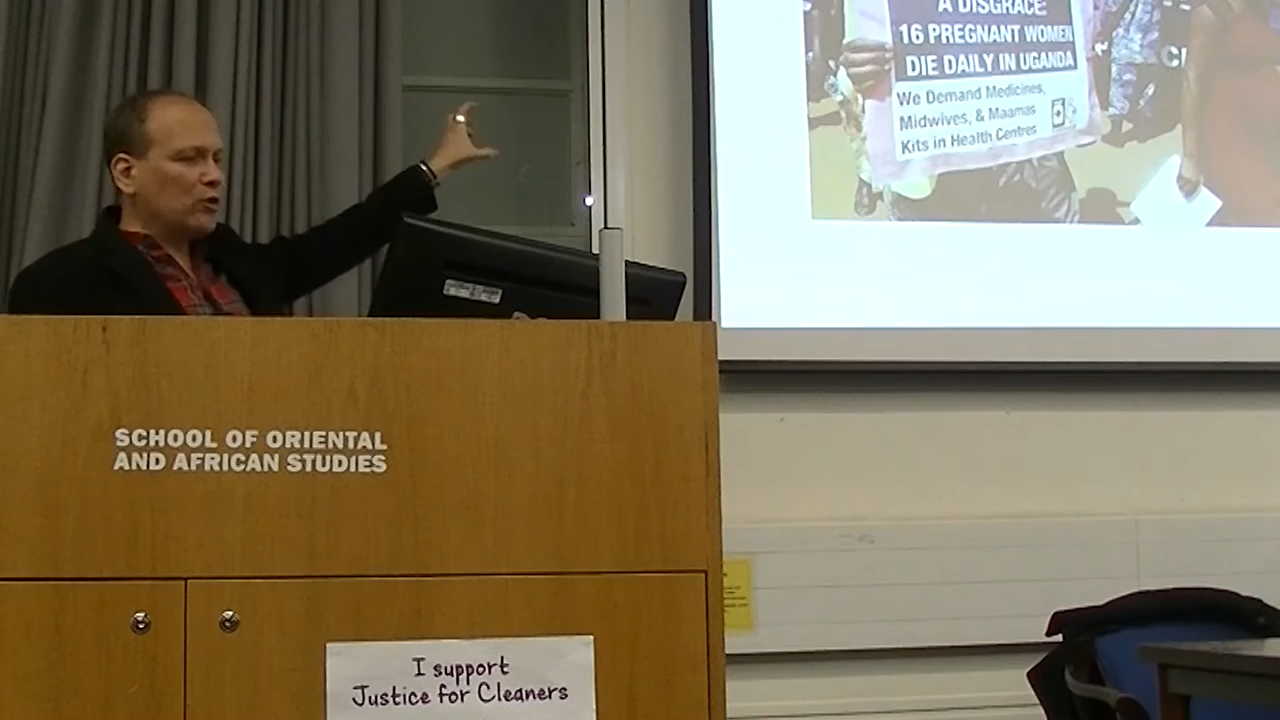 A DISGRACE:
16 PREGNANT WOMEN
DIE DAILY IN UGANDA
We Demand Medicines,
Midwives, & Maamas
Kits in Health Centres
SCHOOL OF ORIENTAL
AND AFRICAN STUDIES
I support
Justice for Cleaners